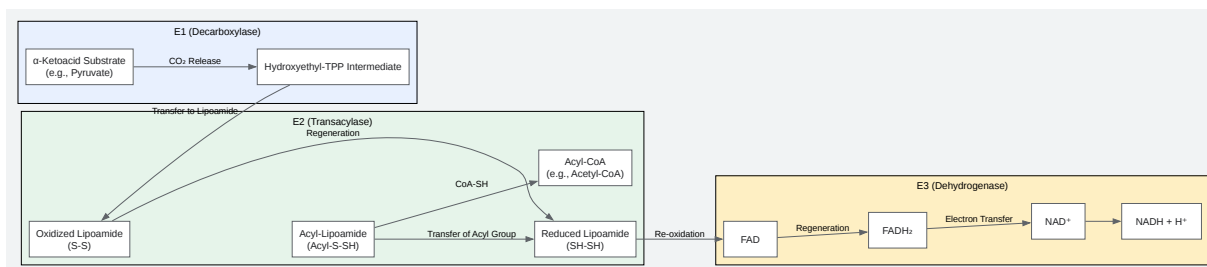 E1 (Decarboxylase)
α-Ketoacid Substrate
(e.g., Pyruvate)
CO₂ Release
Hydroxyethyl-TPP Intermediate
Transfer to Lipoamide
E2 (Transacylase)
Regeneration
Acyl-CoA
(e.g., Acetyl-CoA)
CoA-SH
Oxidized Lipoamide
(S-S)
Acyl-Lipoamide
(Acyl-S-SH)
Transfer of Acyl Group
Reduced Lipoamide
(SH-SH)
Re-oxidation
E3 (Dehydrogenase)
FAD
Regeneration
FADH₂
Electron Transfer
NAD⁺
NADH + H⁺